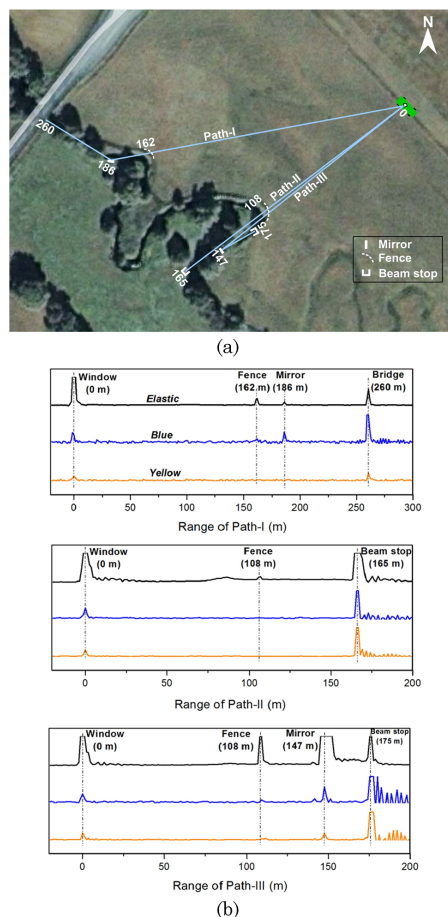 N
0
260
186
162
Path-I
Path-II
Path-III
108
175
147
165
Mirror
Fence
Beam stop
(a)
Window
(0 m)
Fence
(162.m)
Mirror
(186 m)
Bridge
(260 m)
Elastic
Blue
Yellow
0 50 100 150 200 250 300
Range of Path-I (m)
Window
(0 m)
Fence
(108 m)
Beam stop
(165 m)
-20 0 50 100 150 200
Range of Path-II (m)
Window
(0 m)
Fence
(108 m)
Mirror
(147 m)
Beam stop
(175 m)
-20 0 50 100 150 200
Range of Path-III (m)
(b)